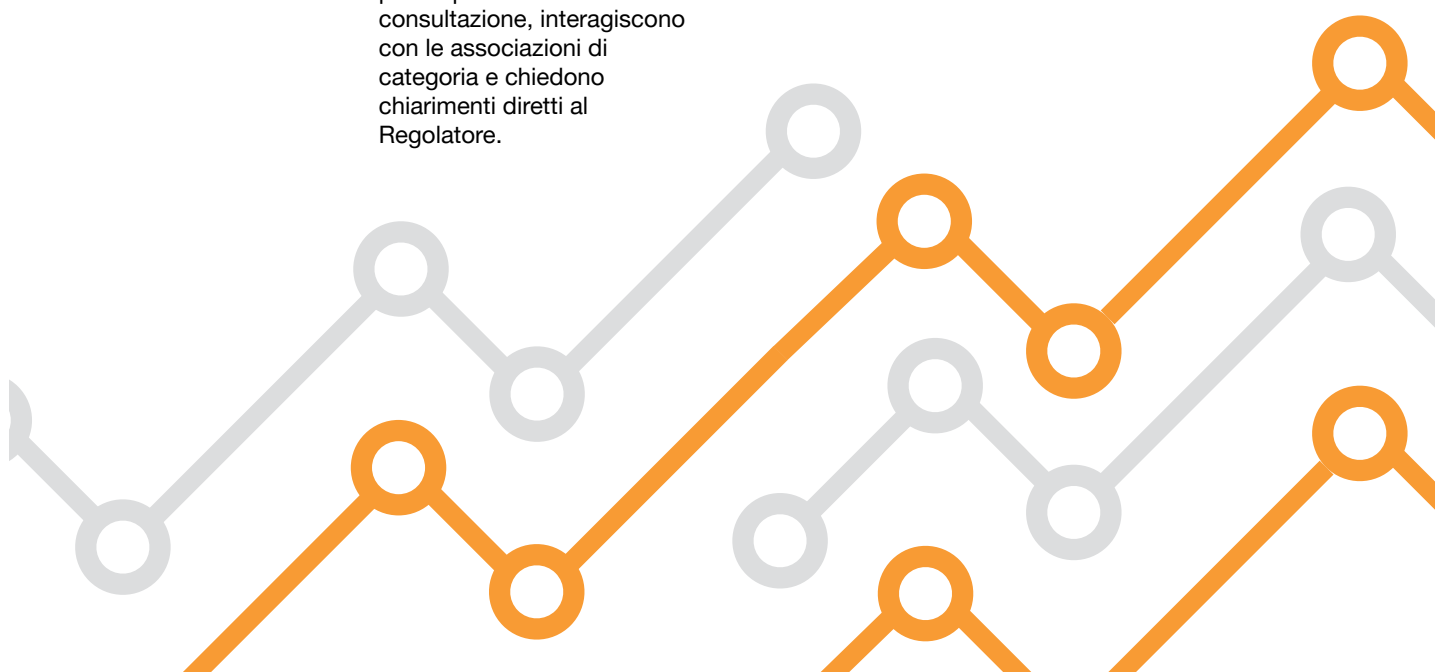 consultazione, interagiscono
con le associazioni di
categoria e chiedono
chiarimenti diretti al
Regolatore.